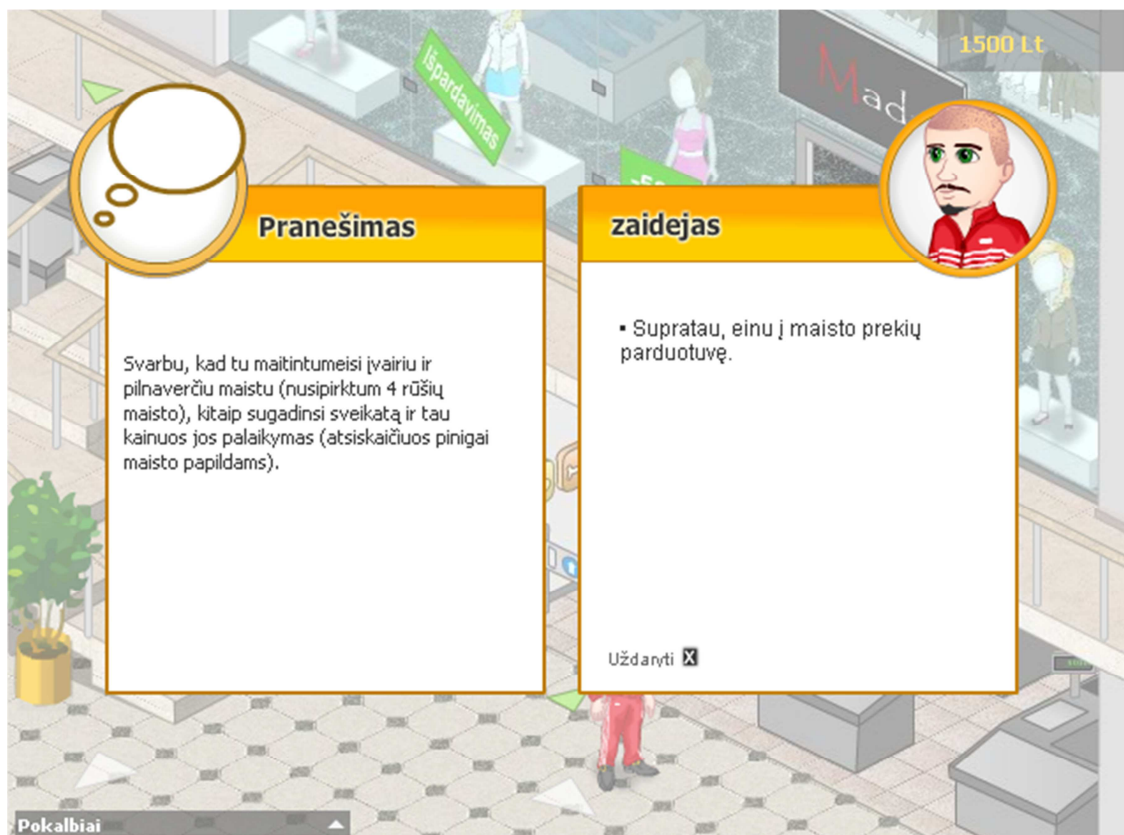 1500 Lt
Išpardavimas
Mad
Pranešimas
Svarbu, kad tu maitintumeisi įvairiu ir
pilnaverčiu maistu (nusipirktum 4 rūšių
maisto), kitaip sugadinsi sveikatą ir tau
kainuos jos palaikymas (atsiskaičiuos pinigai
maisto papildams).
zaidejas
▪ Supratau, einu į maisto prekių
parduotuvę.
Uždaryti X
Pokalbiai